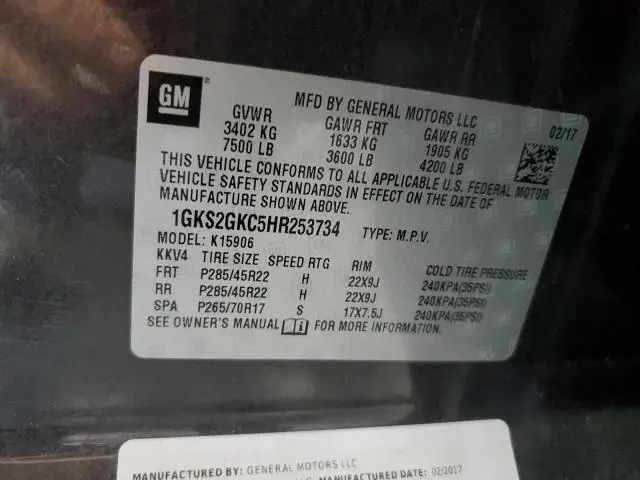 GM
MFD BY GENERAL MOTORS LLC 02/17
GVWR GAWR FRT GAWR RR
3402 KG 1633 KG 1905 KG
7500 LB 3600 LB 4200 LB
THIS VEHICLE CONFORMS TO ALL APPLICABLE U.S. FEDERAL MOTOR
VEHICLE SAFETY STANDARDS IN EFFECT ON THE DATE OF
MANUFACTURE SHOWN ABOVE.
1GKS2GKC5HR253734 TYPE: M.P.V.
MODEL: K15906
KKV4 TIRE SIZE SPEED RTG RIM COLD TIRE PRESSURE
FRT P285/45R22 H 22X9J 240KPA(35PSI)
RR P285/45R22 H 22X9J 240KPA(35PSI)
SPA P265/70R17 S 17X7.5J 240KPA(35PSI)
SEE OWNER'S MANUAL FOR MORE INFORMATION.
MANUFACTURED BY: GENERAL MOTORS LLC
MANUFACTURED DATE: 02/2017